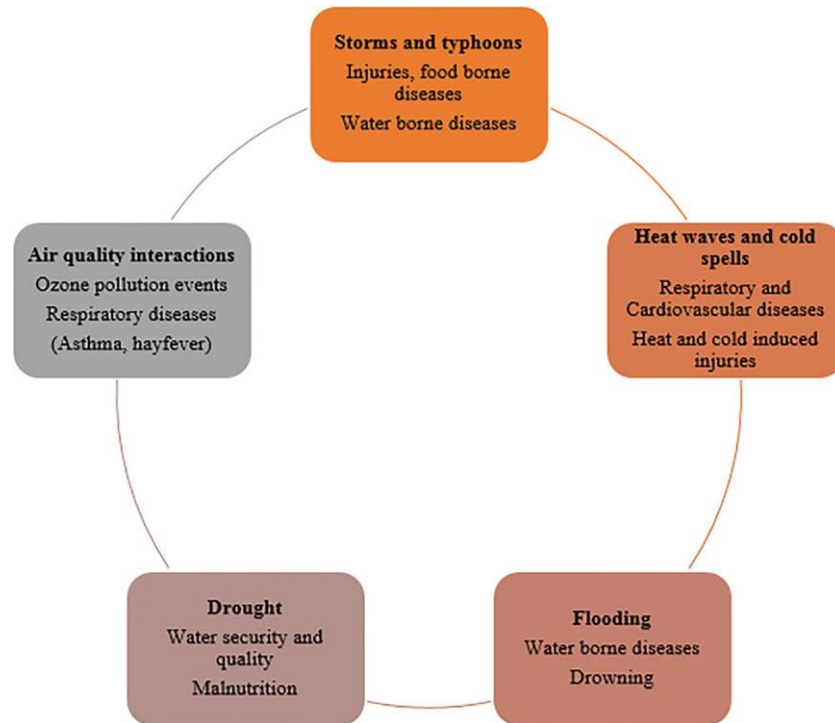 Storms and typhoons
Injuries, food borne
diseases
Water borne diseases
Heat waves and cold
spells
Respiratory and
Cardiovascular diseases
Heat and cold induced
injuries
Flooding
Water borne diseases
Drowning
Drought
Water security and
quality
Malnutrition
Air quality interactions
Ozone pollution events
Respiratory diseases
(Asthma, hayfever)